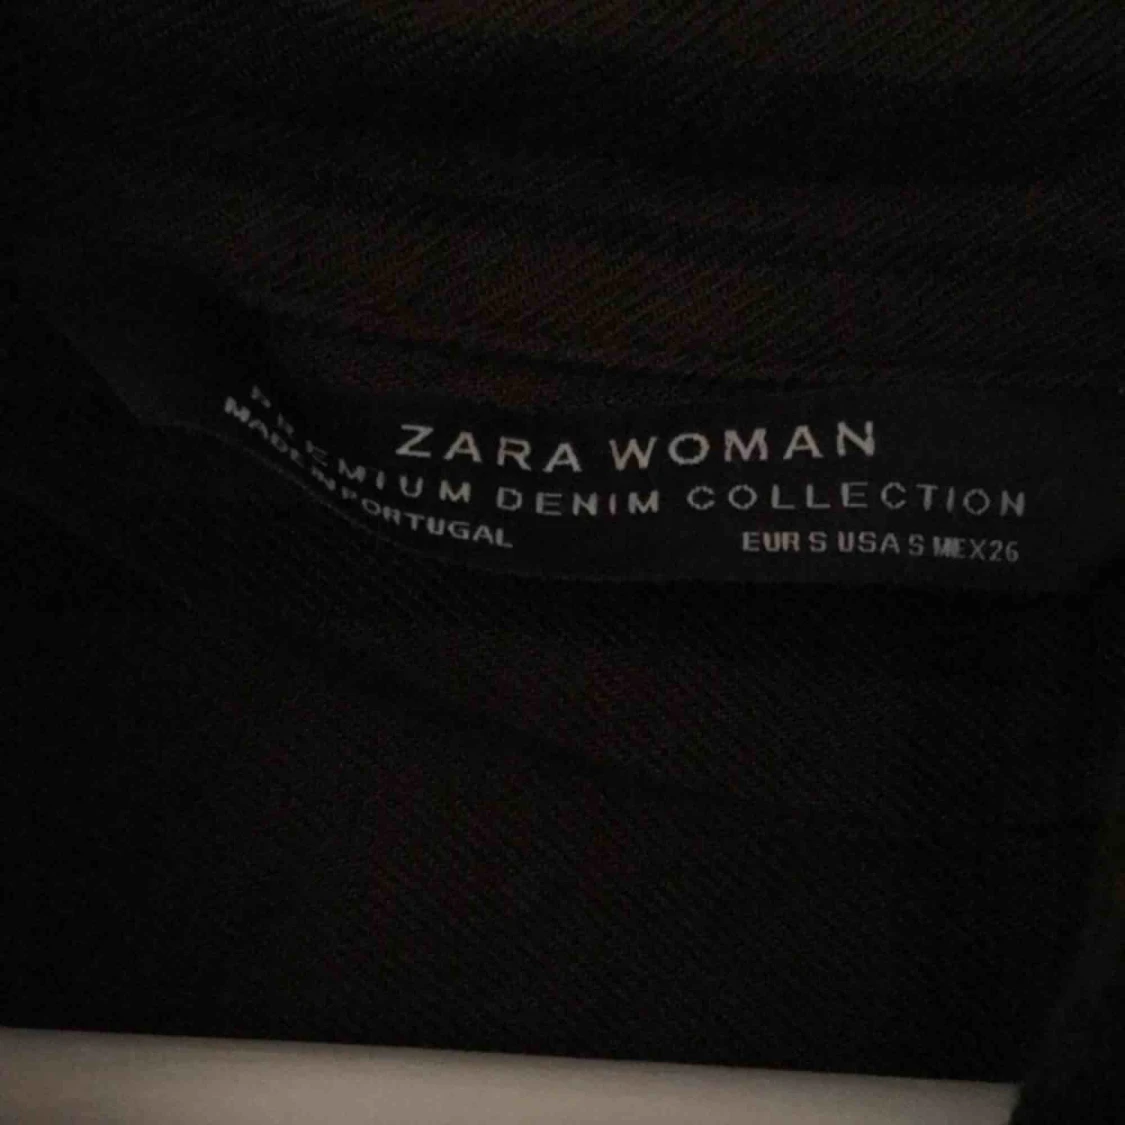 ZARA WOMAN
PREMIUM DENIM COLLECTION
MADE IN PORTUGAL
EUR S USA S MEX 26